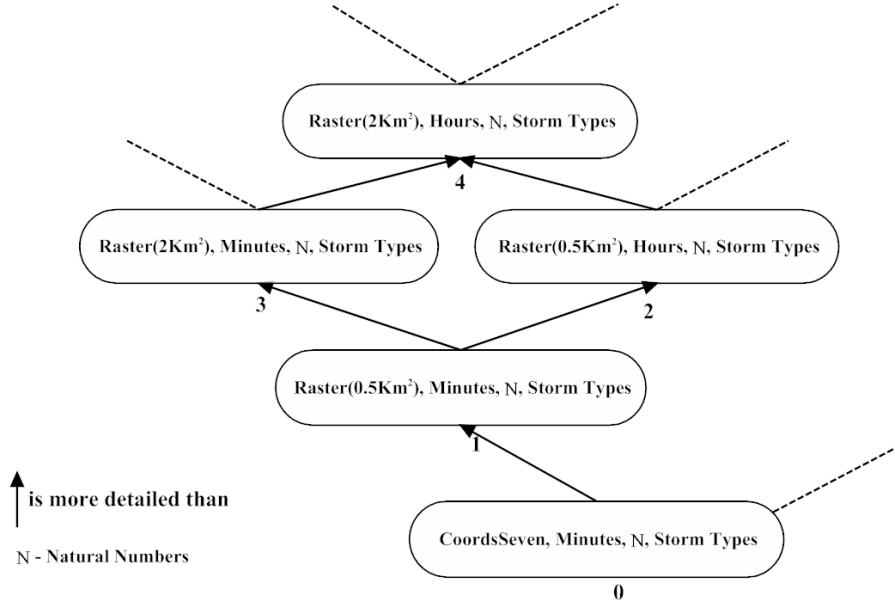 Raster(2Km²), Hours, N, Storm Types
4
Raster(2Km²), Minutes, N, Storm Types
Raster(0.5Km²), Hours, N, Storm Types
3
2
Raster(0.5Km²), Minutes, N, Storm Types
1
is more detailed than
CoordsSeven, Minutes, N, Storm Types
N - Natural Numbers
0